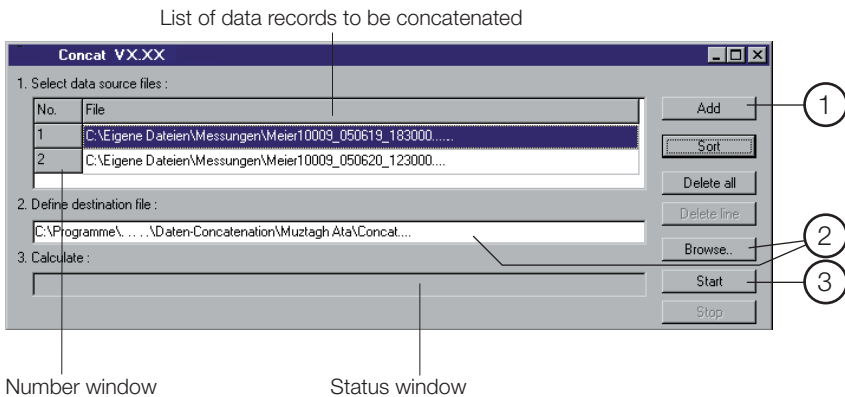 List of data records to be concatenated
Concat VX.XX
1. Select data source files :
No. File
1 C:\Eigene Dateien\Messungen\Meier10009_050619_183000......
2 C:\Eigene Dateien\Messungen\Meier10009_050620_123000....
Add
1
Sort
Delete all
Delete line
2. Define destination file :
C:\Programme\. ... ..\Daten-Concatenation\Muztagh Ata\Concat....
Browse..
2
3. Calculate :
Start
3
Stop
Number window
Status window